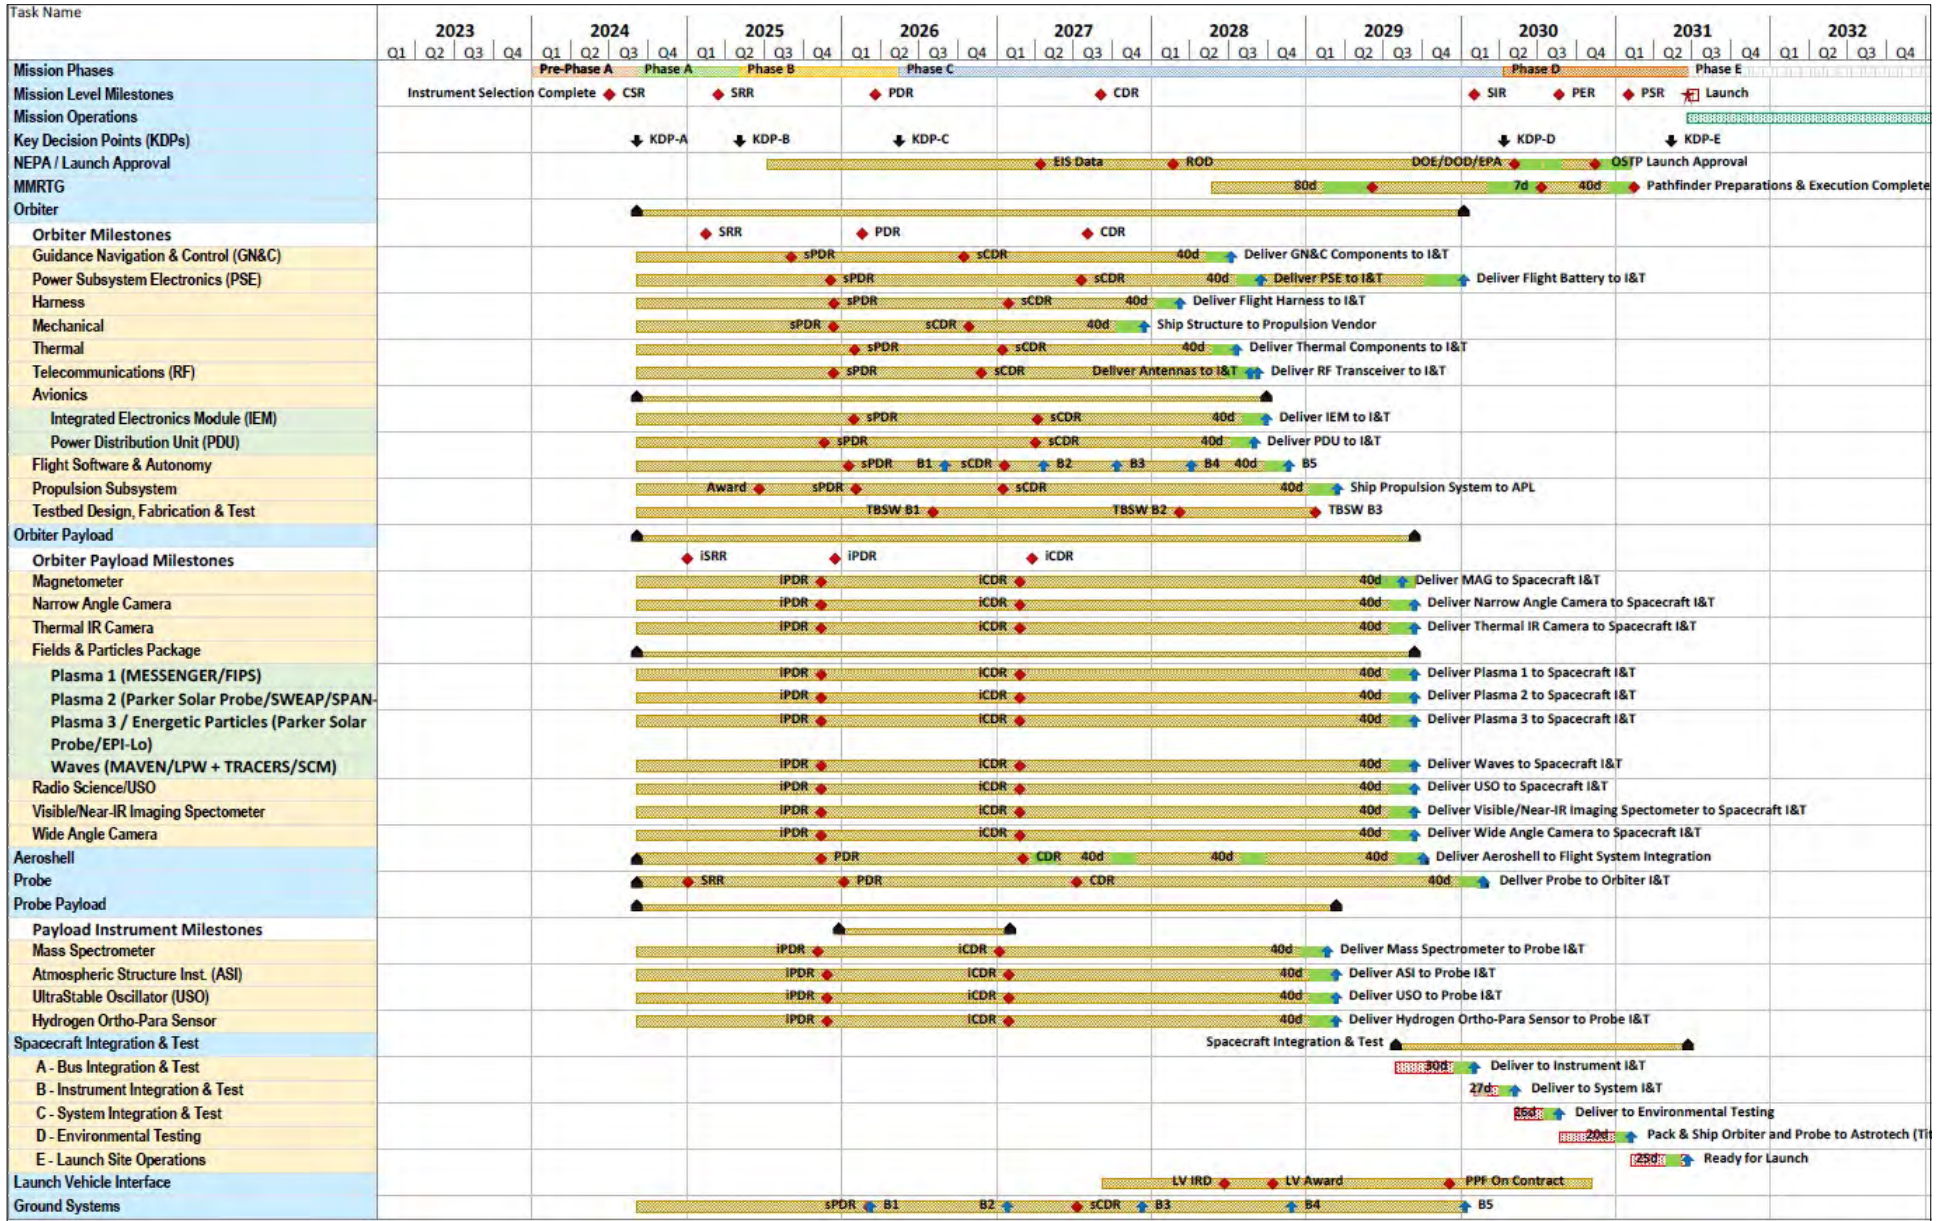 Task Name
2023 2024 2025 2026 2027 2028 2029 2030 2031 2032
Q1 Q2 Q3 Q4 Q1 Q2 Q3 Q4 Q1 Q2 Q3 Q4 Q1 Q2 Q3 Q4 Q1 Q2 Q3 Q4 Q1 Q2 Q3 Q4 Q1 Q2 Q3 Q4 Q1 Q2 Q3 Q4 Q1 Q2 Q3 Q4 Q1 Q2 Q3 Q4
Mission Phases Pre-Phase A Phase A Phase B Phase C Phase D Phase E
Mission Level Milestones Instrument Selection Complete CSR SRR PDR CDR SIR PER PSR Launch
Mission Operations
Key Decision Points (KDPs) KDP-A KDP-B KDP-C KDP-D KDP-E
NEPA / Launch Approval EIS Data ROD DOE/DOD/EPA OSTP Launch Approval
MMRTG 80d 7d 40d Pathfinder Preparations & Execution Complete
Orbiter
Orbiter Milestones SRR PDR CDR
Guidance Navigation & Control (GN&C) sPDR sCDR 40d Deliver GN&C Components to I&T
Power Subsystem Electronics (PSE) sPDR sCDR 40d Deliver PSE to I&T Deliver Flight Battery to I&T
Harness sPDR sCDR 40d Deliver Flight Harness to I&T
Mechanical sPDR sCDR 40d Ship Structure to Propulsion Vendor
Thermal sPDR sCDR 40d Deliver Thermal Components to I&T
Telecommunications (RF) sPDR sCDR Deliver Antennas to I&T Deliver RF Transceiver to I&T
Avionics
Integrated Electronics Module (IEM) sPDR sCDR 40d Deliver IEM to I&T
Power Distribution Unit (PDU) sPDR sCDR 40d Deliver PDU to I&T
Flight Software & Autonomy sPDR B1 sCDR B2 B3 B4 40d B5
Propulsion Subsystem Award sPDR sCDR 40d Ship Propulsion System to APL
Testbed Design, Fabrication & Test TBSW B1 TBSW B2 TBSW B3
Orbiter Payload
Orbiter Payload Milestones iSRR iPDR iCDR
Magnetometer iPDR iCDR 40d Deliver MAG to Spacecraft I&T
Narrow Angle Camera iPDR iCDR 40d Deliver Narrow Angle Camera to Spacecraft I&T
Thermal IR Camera iPDR iCDR 40d Deliver Thermal IR Camera to Spacecraft I&T
Fields & Particles Package
Plasma 1 (MESSENGER/FIPS) iPDR iCDR 40d Deliver Plasma 1 to Spacecraft I&T
Plasma 2 (Parker Solar Probe/SWEAP/SPAN- iPDR iCDR 40d Deliver Plasma 2 to Spacecraft I&T
Plasma 3 / Energetic Particles (Parker Solar iPDR iCDR 40d Deliver Plasma 3 to Spacecraft I&T
Probe/EPI-Lo)
Waves (MAVEN/LPW + TRACERS/SCM) iPDR iCDR 40d Deliver Waves to Spacecraft I&T
Radio Science/USO iPDR iCDR 40d Deliver USO to Spacecraft I&T
Visible/Near-IR Imaging Spectometer iPDR iCDR 40d Deliver Visible/Near-IR Imaging Spectometer to Spacecraft I&T
Wide Angle Camera iPDR iCDR 40d Deliver Wide Angle Camera to Spacecraft I&T
Aeroshell PDR CDR 40d 40d 40d Deliver Aeroshell to Flight System Integration
Probe SRR PDR CDR 40d Deliver Probe to Orbiter I&T
Probe Payload
Payload Instrument Milestones
Mass Spectrometer iPDR iCDR 40d Deliver Mass Spectrometer to Probe I&T
Atmospheric Structure Inst. (ASI) iPDR iCDR 40d Deliver ASI to Probe I&T
UltraStable Oscillator (USO) iPDR iCDR 40d Deliver USO to Probe I&T
Hydrogen Ortho-Para Sensor iPDR iCDR 40d Deliver Hydrogen Ortho-Para Sensor to Probe I&T
Spacecraft Integration & Test Spacecraft Integration & Test
A - Bus Integration & Test 30d Deliver to Instrument I&T
B - Instrument Integration & Test 27d Deliver to System I&T
C - System Integration & Test 26d Deliver to Environmental Testing
D - Environmental Testing 20d Pack & Ship Orbiter and Probe to Astrotech (Tit
E - Launch Site Operations 25d Ready for Launch
Launch Vehicle Interface LV IRD LV Award PPF On Contract
Ground Systems sPDR B1 B2 sCDR B3 B4 B5